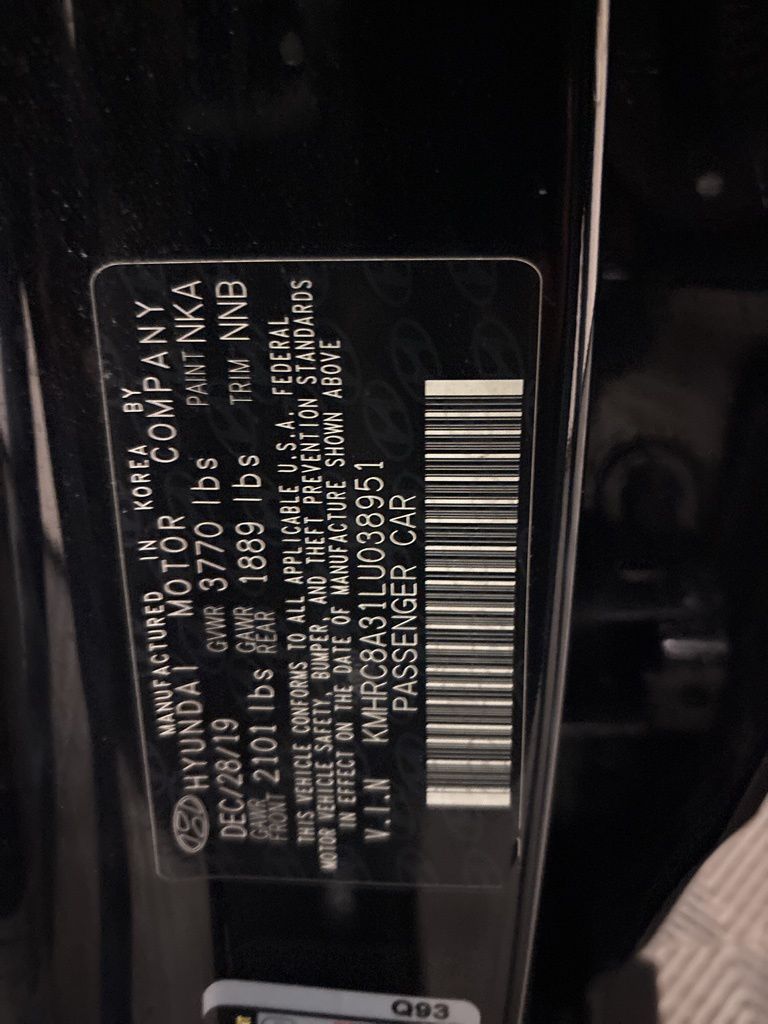 MANUFACTURED IN KOREA BY
HYUNDAI MOTOR COMPANY
DEC/28/19 GVWR 3770 lbs PAINT NKA
GAWR FRONT 2101 lbs GAWR REAR 1889 lbs TRIM NNB
THIS VEHICLE CONFORMS TO ALL APPLICABLE U.S.A. FEDERAL
MOTOR VEHICLE SAFETY, BUMPER, AND THEFT PREVENTION STANDARDS
IN EFFECT ON THE DATE OF MANUFACTURE SHOWN ABOVE
V.I.N KMHRC8A31LU038951
PASSENGER CAR
Q93